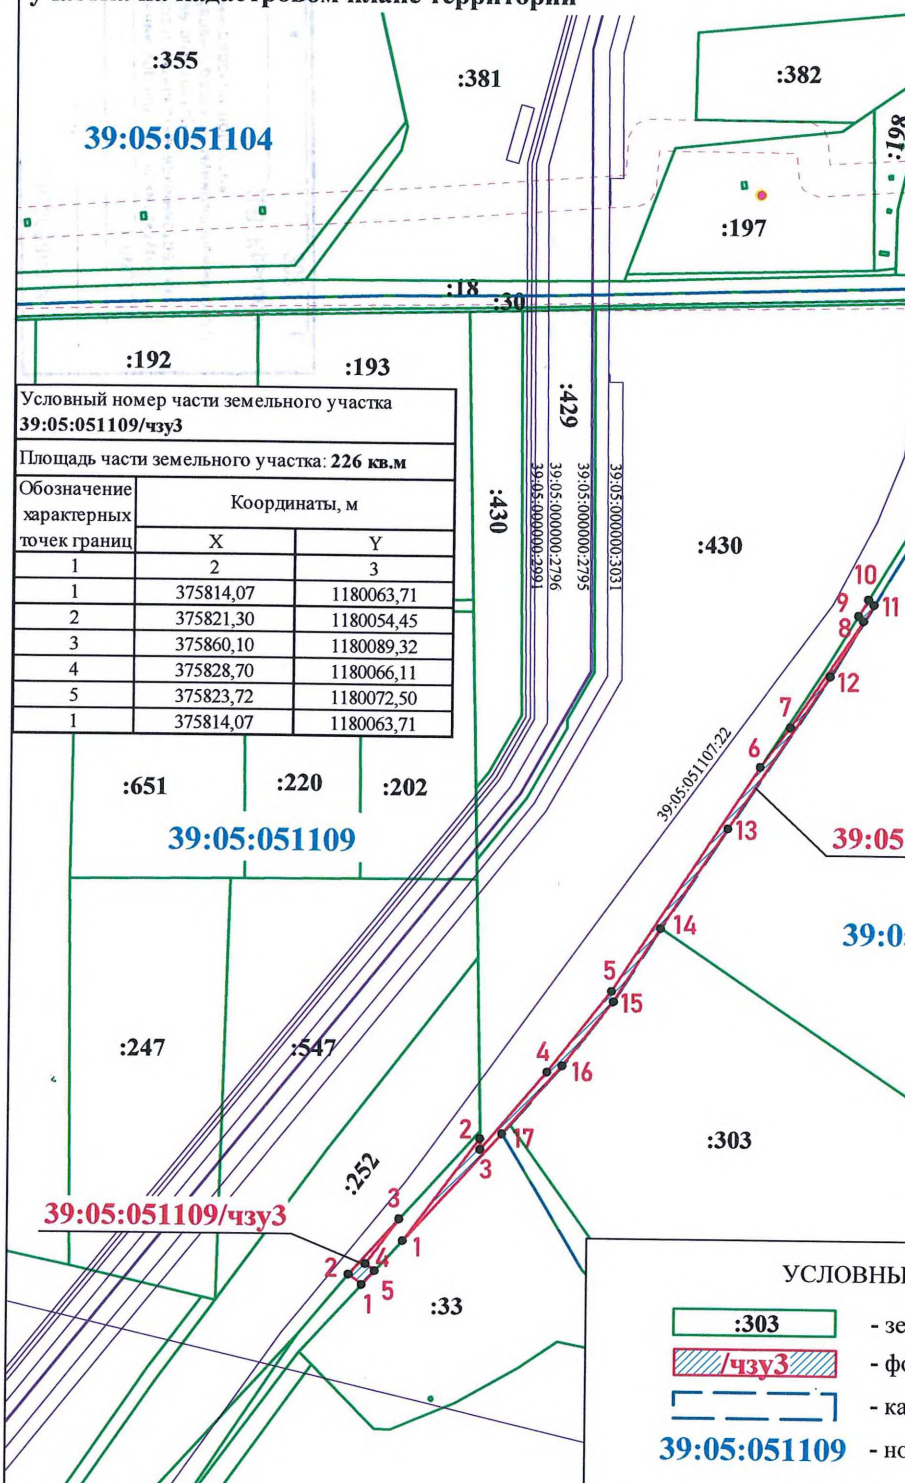 участка на кадастровом плане территории
:355
:381
:382
39:05:051104
:198
:197
:18
:30
:192
:193
:429
Условный номер части земельного участка
39:05:051109/чзу3
Площадь части земельного участка: 226 кв.м
Обозначение характерных точек границ
Координаты, м
X Y
1 2 3
1 375814,07 1180063,71
2 375821,30 1180054,45
3 375860,10 1180089,32
4 375828,70 1180066,11
5 375823,72 1180072,50
1 375814,07 1180063,71
:430
39:05:000000:2991
39:05:000000:2796
39:05:000000:2795
39:05:000000:3031
:430
10
9
11
8
12
7
6
39:05:051107:22
13
:651
:220
:202
39:05:051109
39:05
14
39:0
5
15
:247
:547
4
16
2
17
3
:303
:252
39:05:051109/чзу3
3
1
2
4
5
1
:33
УСЛОВНЫ
:303 - зе
/чзу3 - фо
- ка
39:05:051109 - но